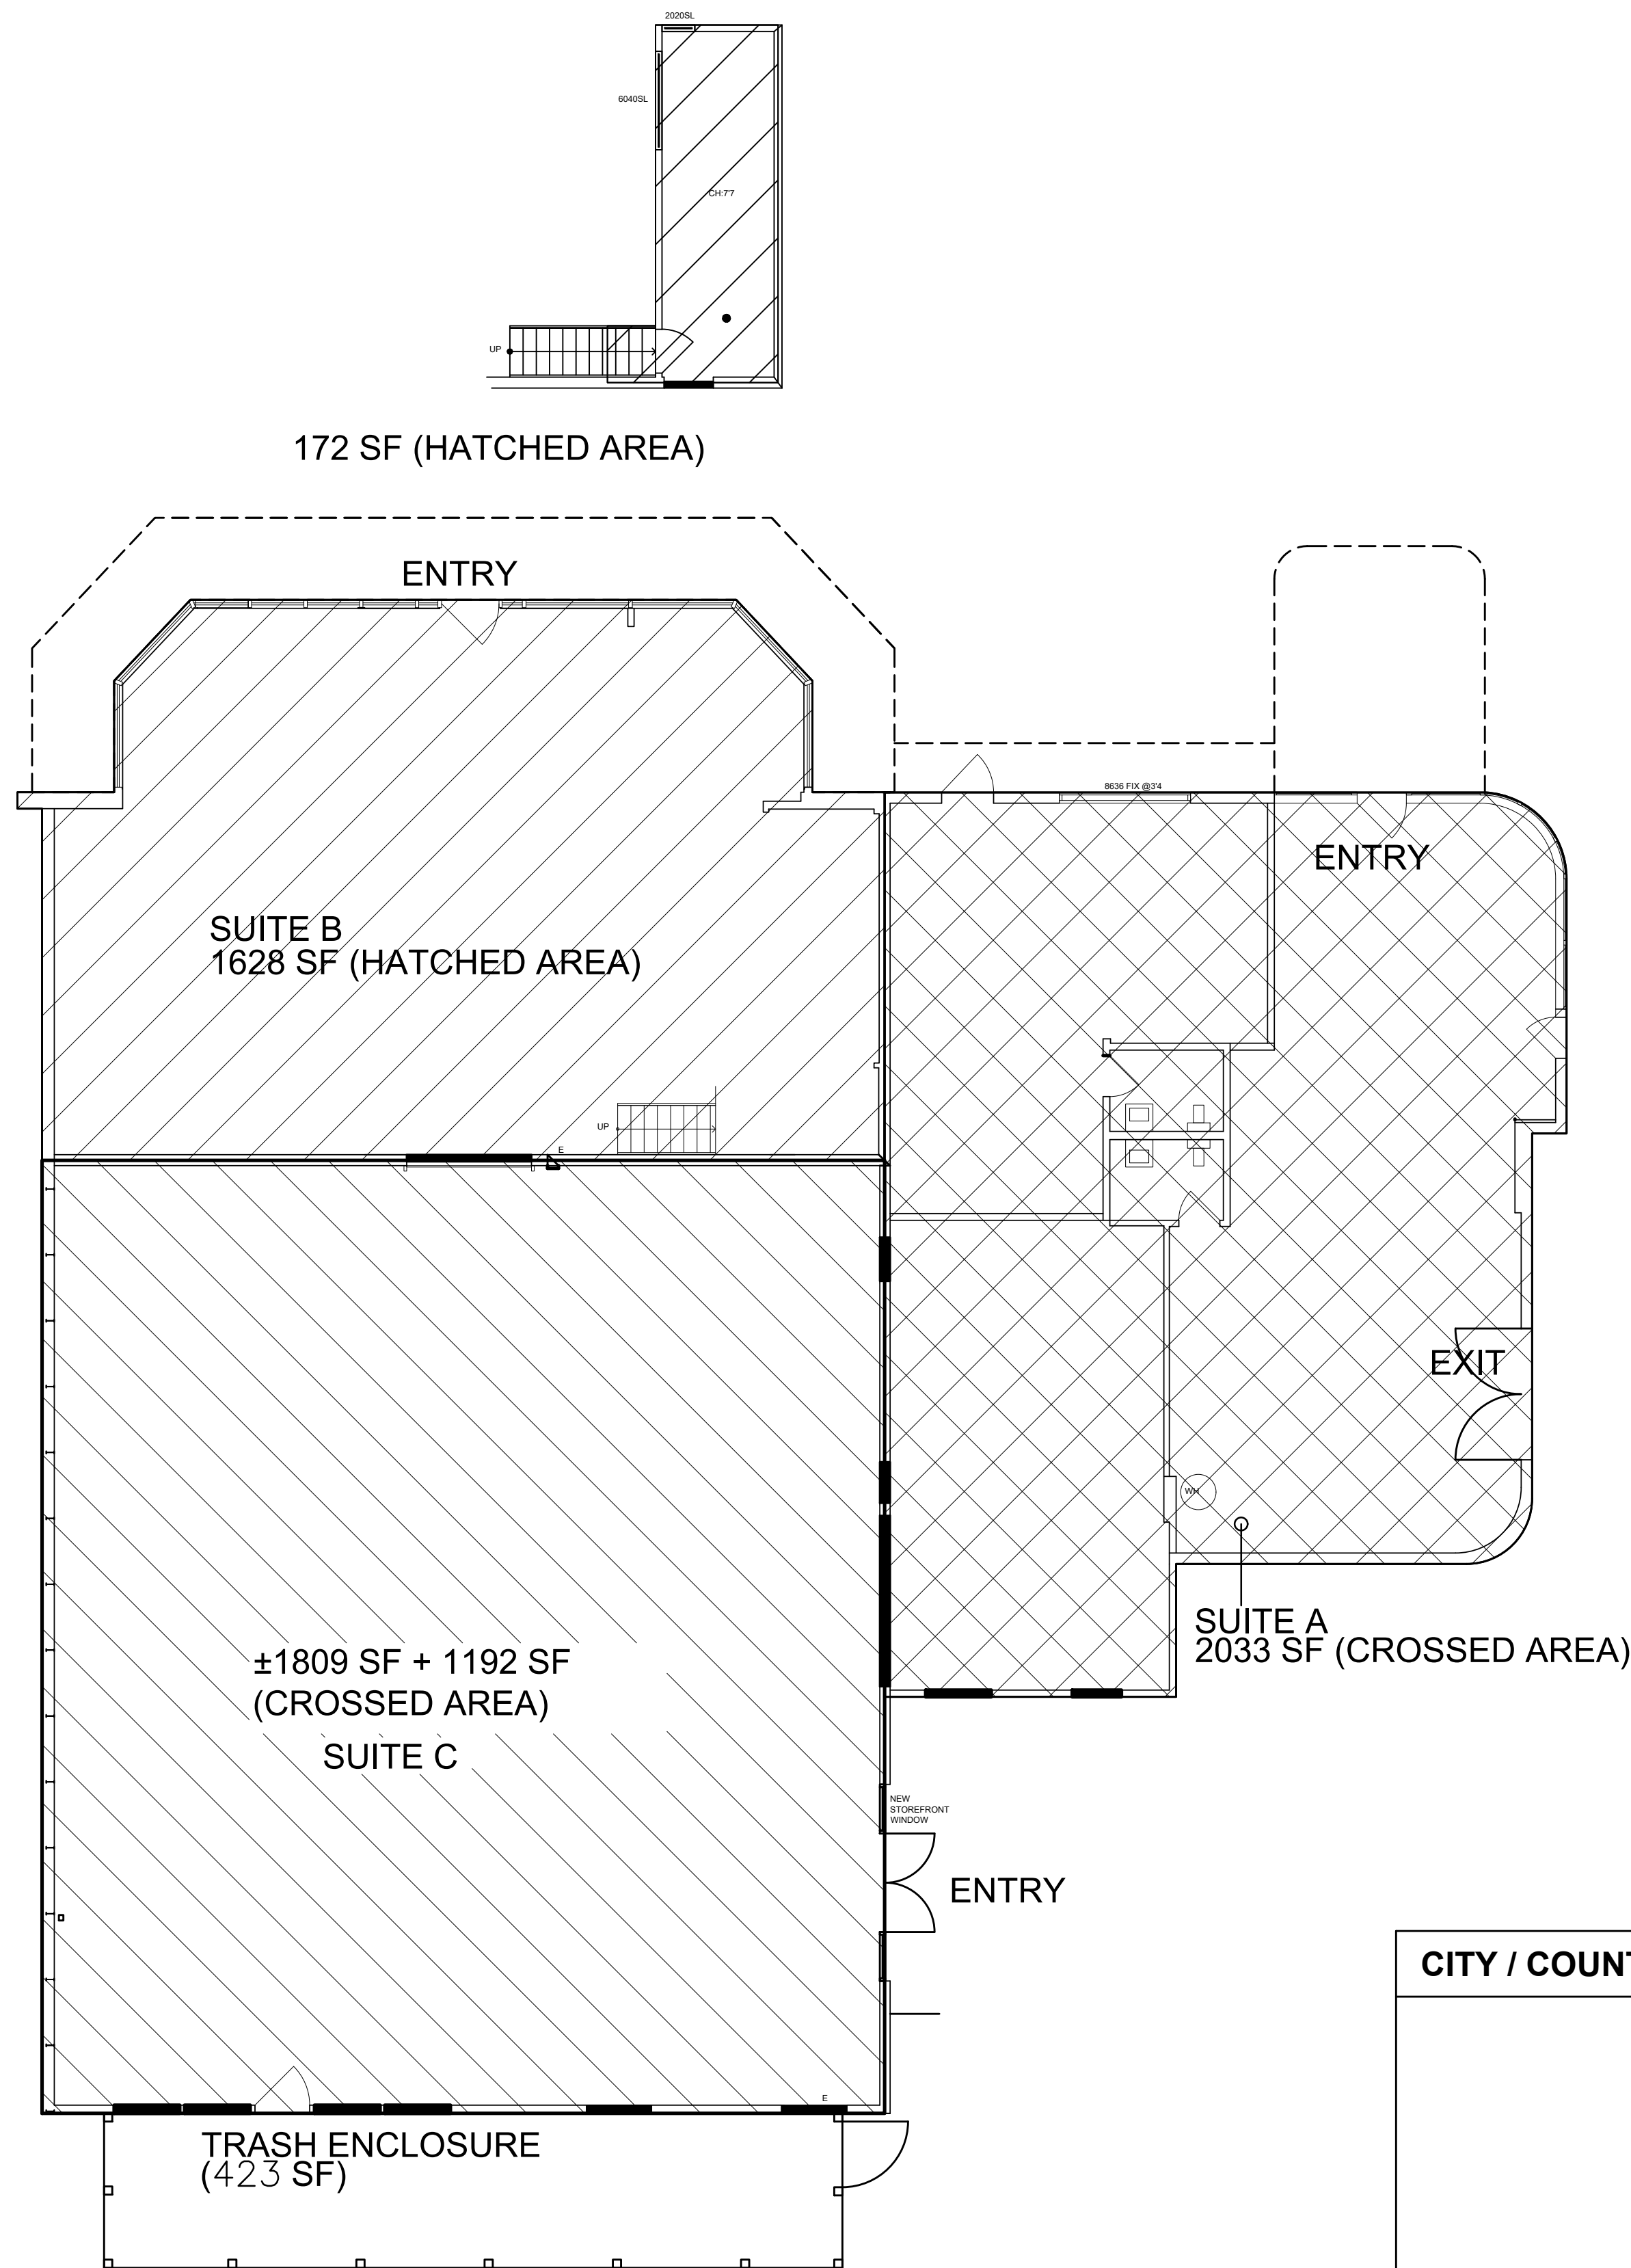 2020SL
6040SL
CH:7'7
UP
172 SF (HATCHED AREA)
ENTRY
8636 FIX @3'4
ENTRY
SUITE B
1628 SF (HATCHED AREA)
UP
E
EXIT
WH
SUITE A
2033 SF (CROSSED AREA)
±1809 SF + 1192 SF
(CROSSED AREA)
SUITE C
NEW
STOREFRONT
WINDOW
ENTRY
CITY /
E
TRASH ENCLOSURE
(423 SF)